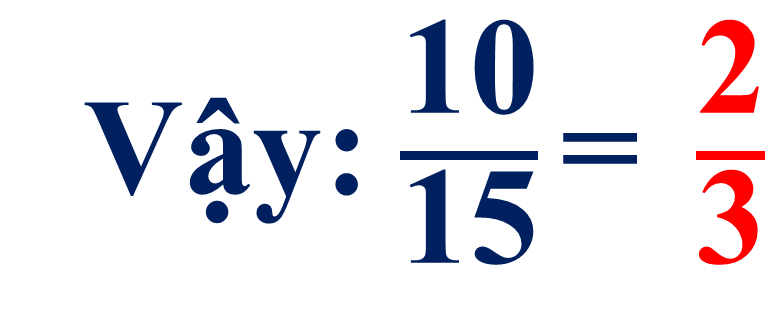 Vậy: 10/15 = 2/3